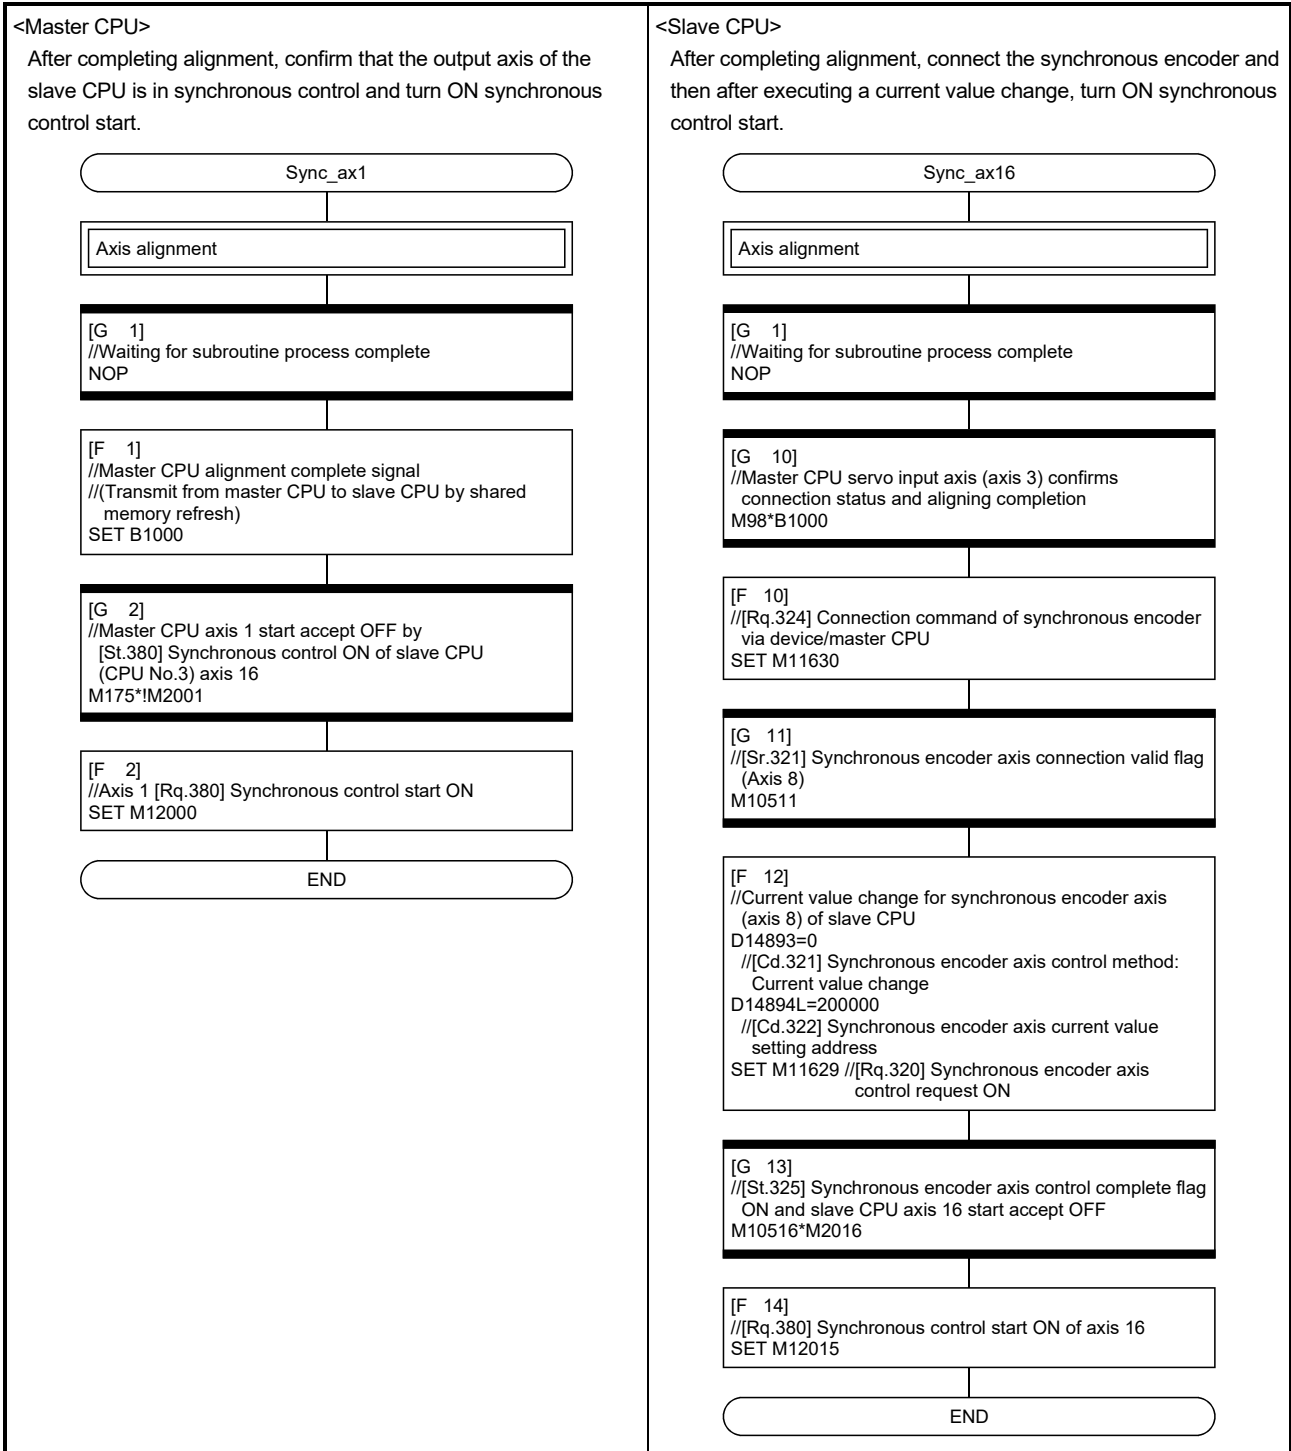 <Master CPU>
After completing alignment, confirm that the output axis of the
slave CPU is in synchronous control and turn ON synchronous
control start.
Sync_ax1
Axis alignment
[G 1]
//Waiting for subroutine process complete
NOP
[F 1]
//Master CPU alignment complete signal
//(Transmit from master CPU to slave CPU by shared
memory refresh)
SET B1000
[G 2]
//Master CPU axis 1 start accept OFF by
[St.380] Synchronous control ON of slave CPU
(CPU No.3) axis 16
M175*!M2001
[F 2]
//Axis 1 [Rq.380] Synchronous control start ON
SET M12000
END
<Slave CPU>
After completing alignment, connect the synchronous encoder and
then after executing a current value change, turn ON synchronous
control start.
Sync_ax16
Axis alignment
[G 1]
//Waiting for subroutine process complete
NOP
[G 10]
//Master CPU servo input axis (axis 3) confirms
connection status and aligning completion
M98*B1000
[F 10]
//[Rq.324] Connection command of synchronous encoder
via device/master CPU
SET M11630
[G 11]
//[Sr.321] Synchronous encoder axis connection valid flag
(Axis 8)
M10511
[F 12]
//Current value change for synchronous encoder axis
(axis 8) of slave CPU
D14893=0
//[Cd.321] Synchronous encoder axis control method:
Current value change
D14894L=200000
//[Cd.322] Synchronous encoder axis current value
setting address
SET M11629 //[Rq.320] Synchronous encoder axis
control request ON
[G 13]
//[St.325] Synchronous encoder axis control complete flag
ON and slave CPU axis 16 start accept OFF
M10516*M2016
[F 14]
//[Rq.380] Synchronous control start ON of axis 16
SET M12015
END